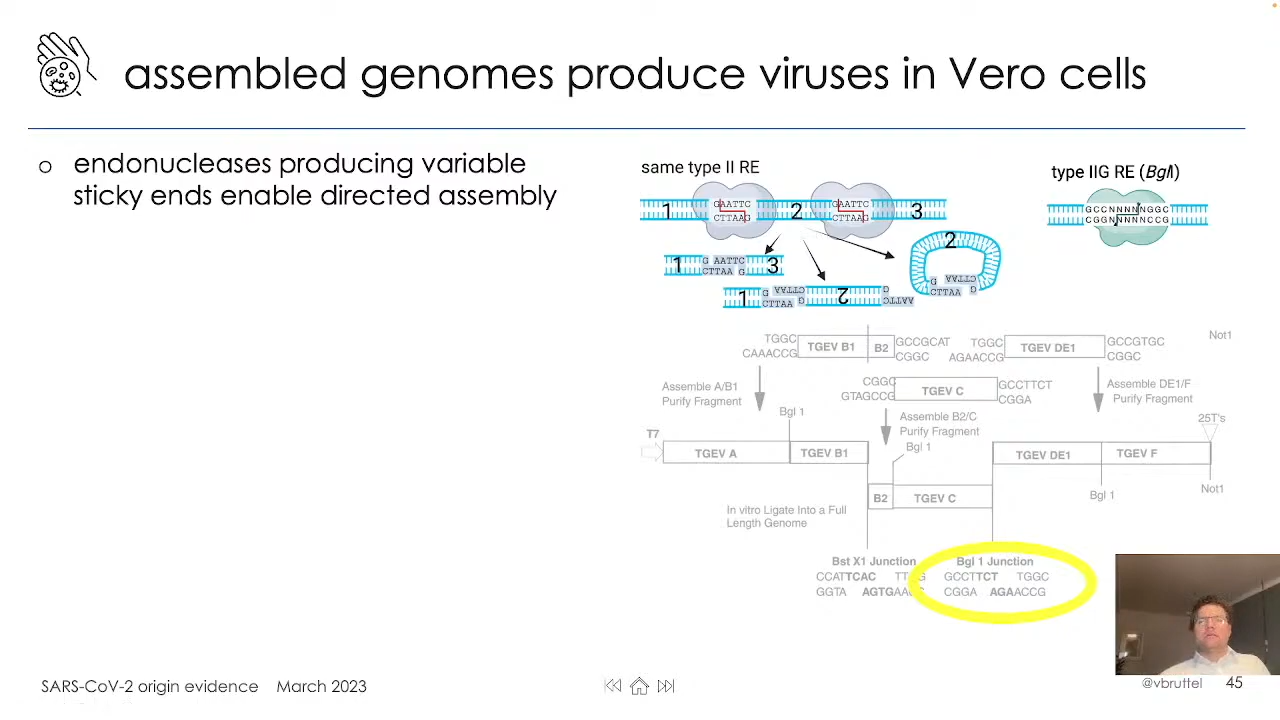 assembled genomes produce viruses in Vero cells
o endonucleases producing variable
sticky ends enable directed assembly
same type II RE
type IIG RE (BglI)
1 GAATTC 2 GAATTC 3
CTTAAG CTTAAG
GCCNNNNNGGC
CGGNNNNNCCG
1 G AATTC 3
CTTAA G
2
1 2
TGGC
CAAACCG
TGEV B1 B2
GCCGCAT
CGGC
TGGC
AGAACCG
TGEV DE1
GCCGTGC
CGGC
Not1
CGGC
GTAGCCG
TGEV C
GCCTTCT
CGGA
Assemble A/B1
Purify Fragment
Assemble B2/C
Purify Fragment
Assemble DE1/F
Purify Fragment
Bgl 1
Bgl 1
25T's
T7
TGEV A TGEV B1
TGEV DE1 TGEV F
B2 TGEV C
Bgl 1
Not1
In vitro Ligate Into a Full
Length Genome
Bst X1 Junction
CCATTCAC
GGTA
Bgl 1 Junction
GCCTTCT TGGC
CGGA AGAACCG
SARS-CoV-2 origin evidence March 2023
@vbruttel 45